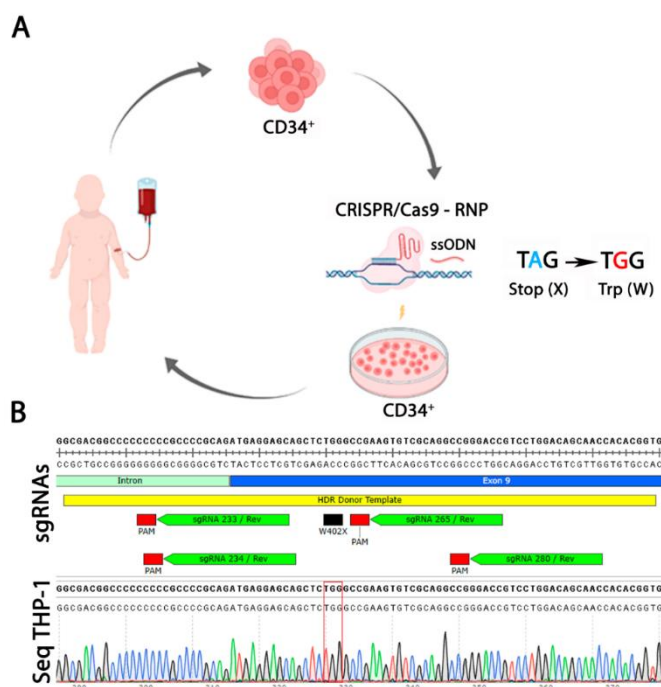 A
CD34+
CRISPR/Cas9 - RNP
ssODN
TAG → TGG
Stop (X) Trp (W)
CD34+
B
sgRNAs
GGCGACGGCCCCCCCCCGCCCCGCAGATGAGGAGCAGCTCTGGGCCGAAGTGTCGCAGGCCGGGACCGTCCTGGACAGCAACCACACGGTG
CCGCTGCCGGGGGGGGGCGGGGCGTCTACTCCTCGTCGAGACCCGGCTTCACAGCGTCCGGCCCTGGCAGGACCTGTCGTTGGTGTGCCAC
Intron Exon 9
HDR Donor Template
sgRNA 233 / Rev W402X sgRNA 265 / Rev
PAM PAM
sgRNA 234 / Rev sgRNA 280 / Rev
PAM PAM
Seq THP-1
GGCGACGGCCCCCCCCCGCCCCGCAGATGAGGAGCAGCTCTGGGCCGAAGTGTCGCAGGCCGGGACCGTCCTGGACAGCAACCACACGGTG
GGCGACGGCCCCCCCCCGCCCCGCAGATGAGGAGCAGCTCTGGGCCGAAGTGTCGCAGGCCGGGACCGTCCTGGACAGCAACCACACGGTG